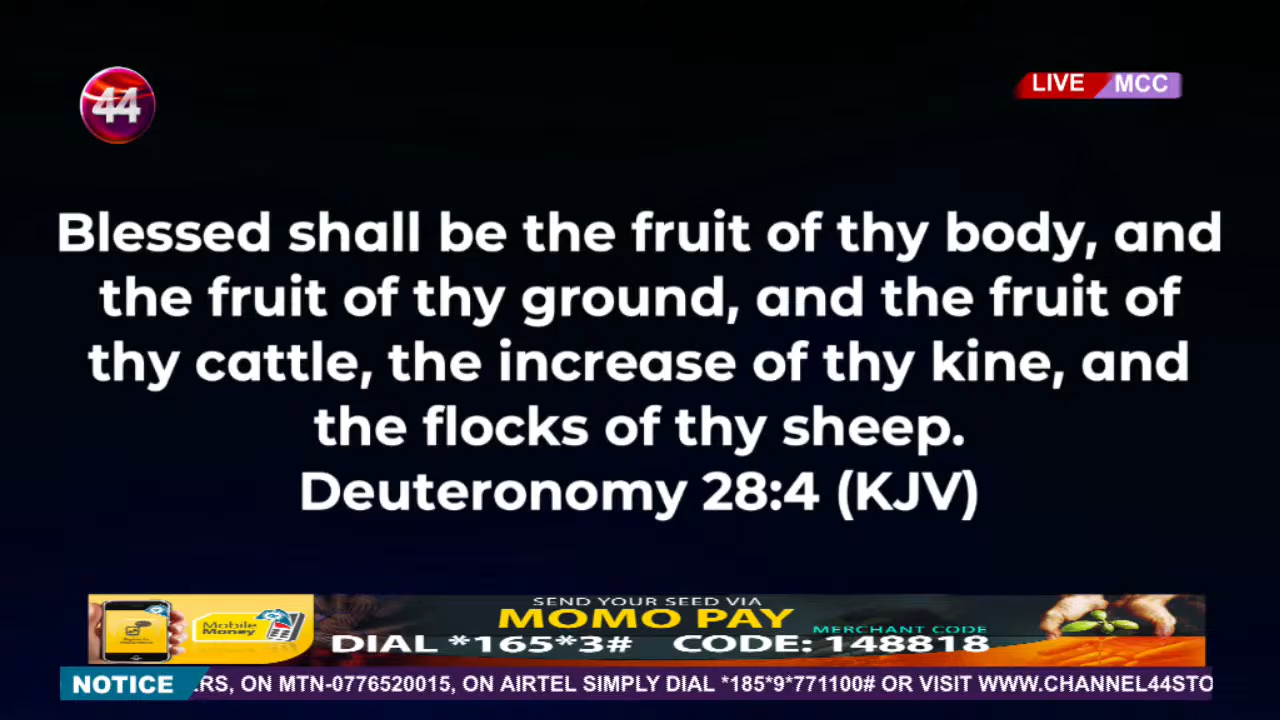 44
LIVE MCC
Blessed shall be the fruit of thy body, and
the fruit of thy ground, and the fruit of
thy cattle, the increase of thy kine, and
the flocks of thy sheep.
Deuteronomy 28:4 (KJV)
SEND YOUR SEED VIA
Mobile
Money
MOMO PAY
MERCHANT CODE
DIAL *165*3# CODE: 148818
NOTICE RS, ON MTN-0776520015, ON AIRTEL SIMPLY DIAL *185*9*771100# OR VISIT WWW.CHANNEL44STO